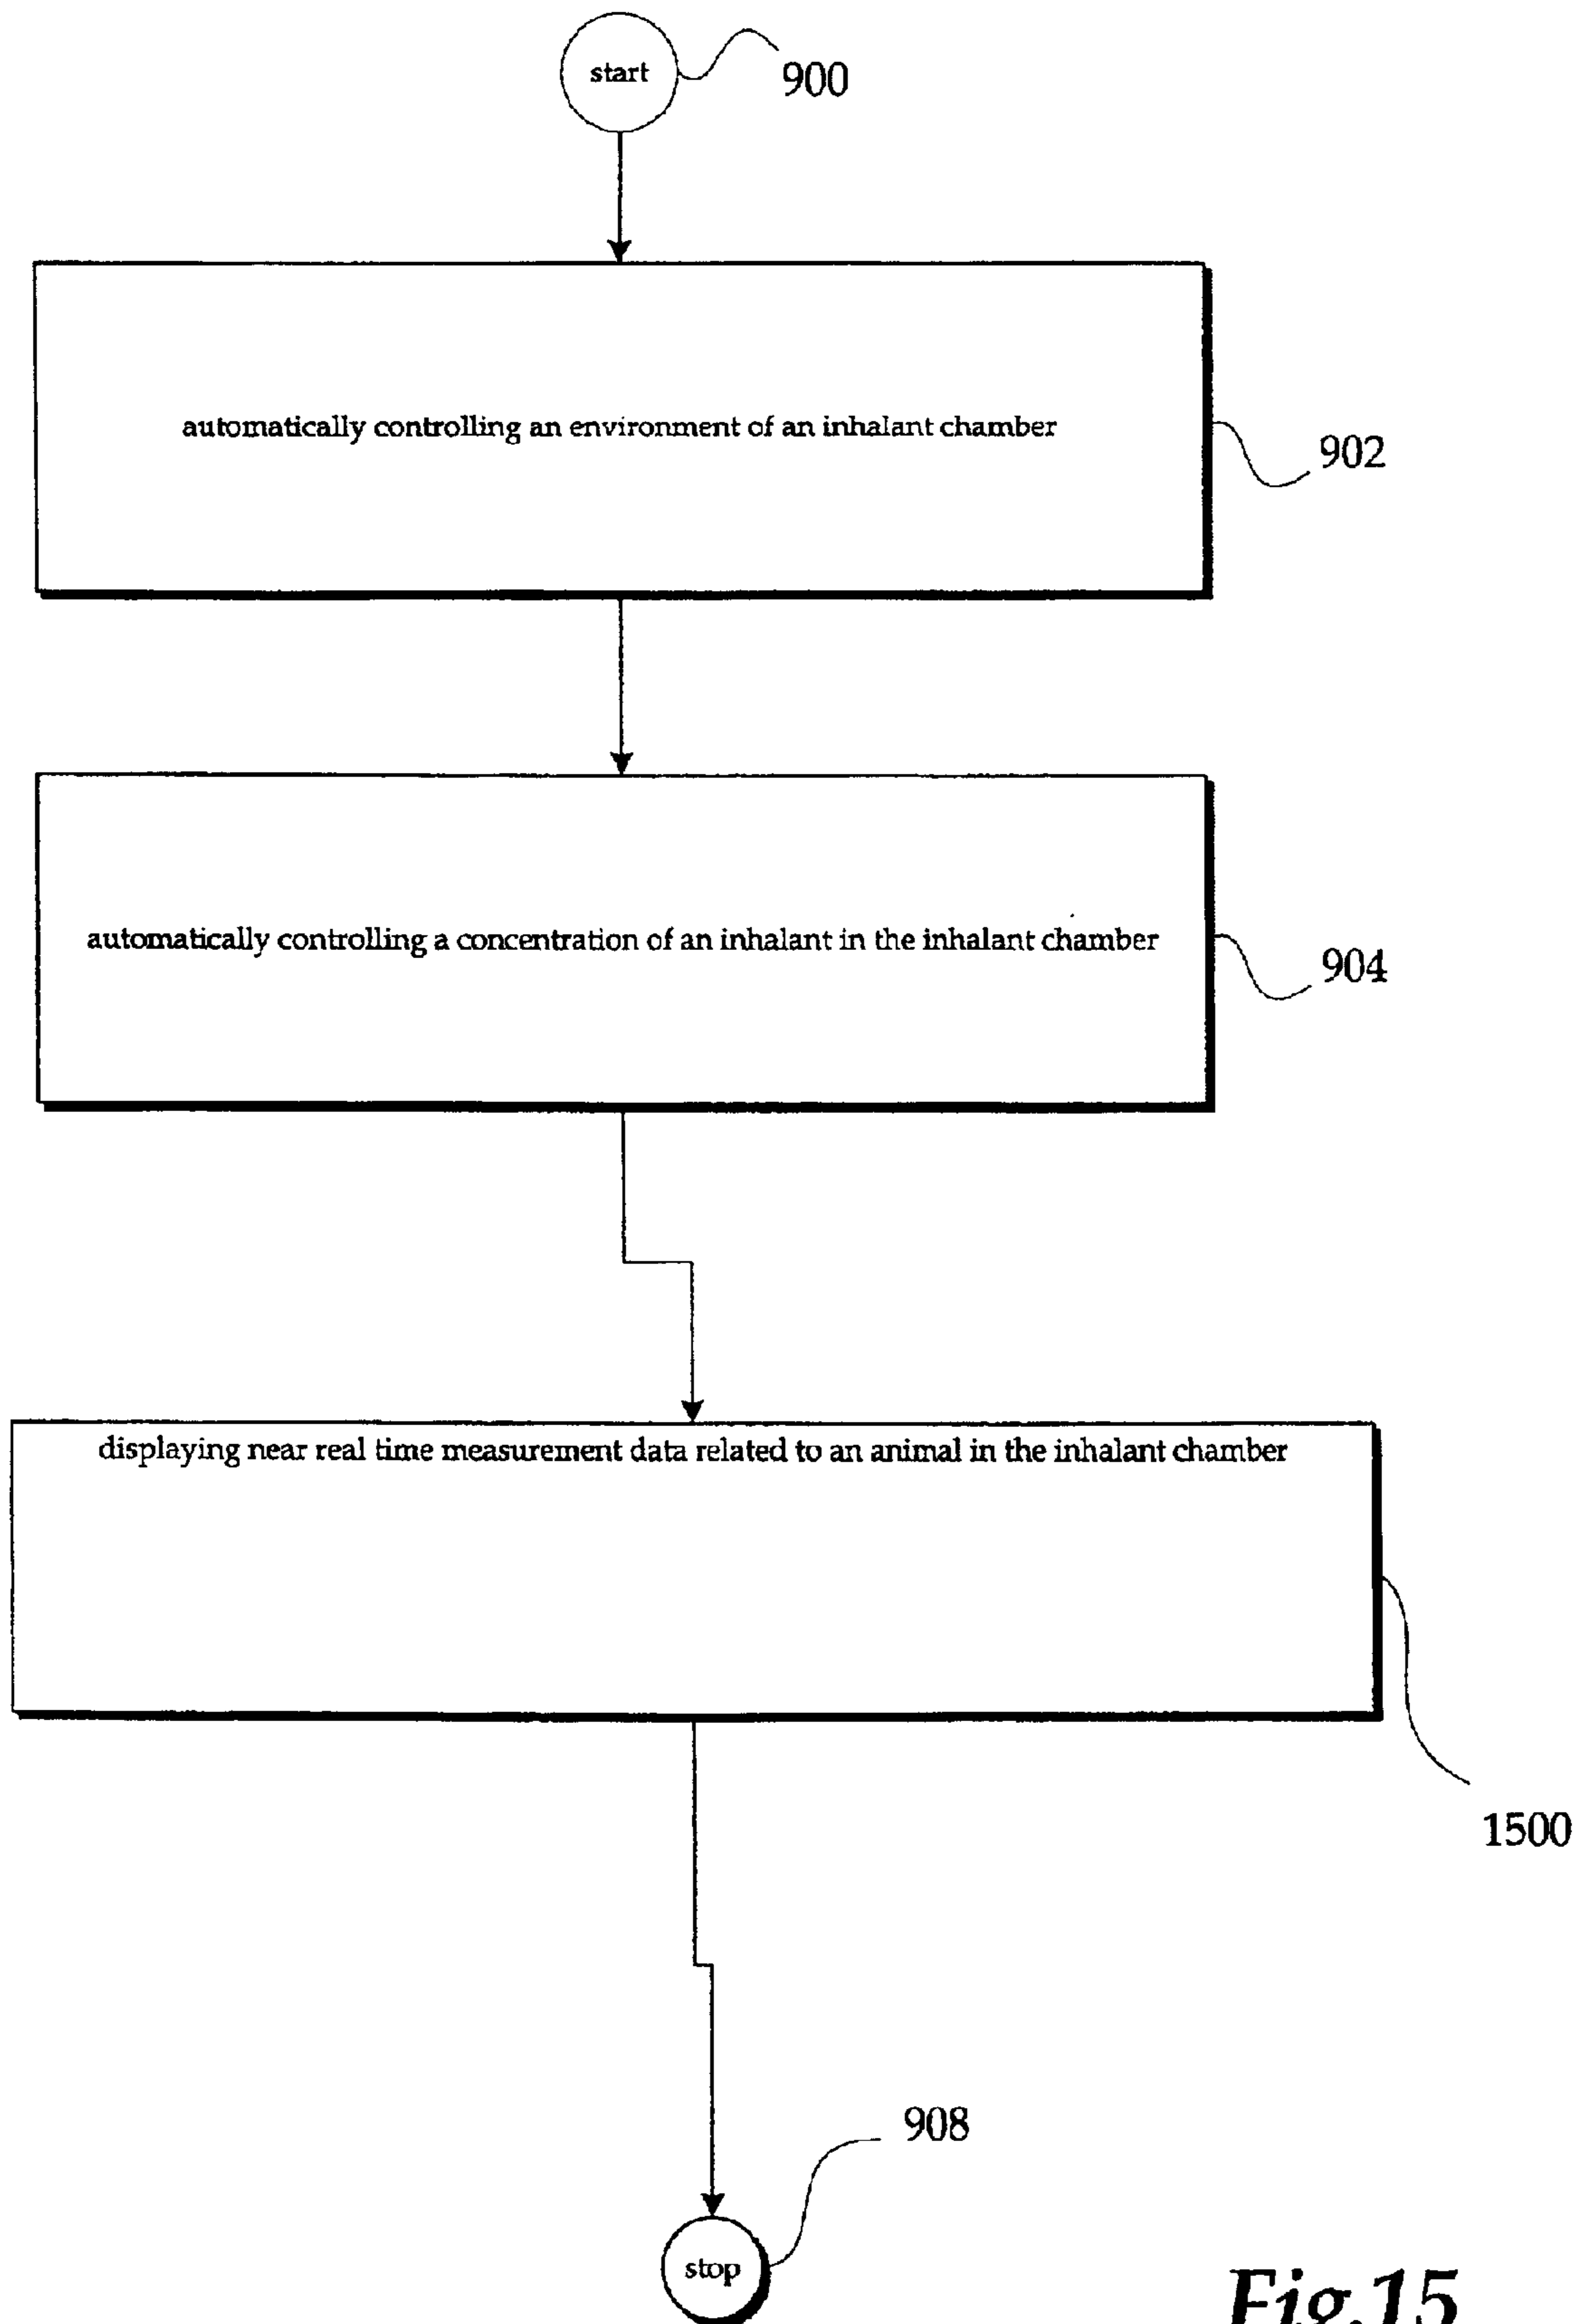 start
900
automatically controlling an environment of an inhalant chamber
902
automatically controlling a concentration of an inhalant in the inhalant chamber
904
displaying near real time measurement data related to an animal in the inhalant chamber
1500
908
stop
Fig.15